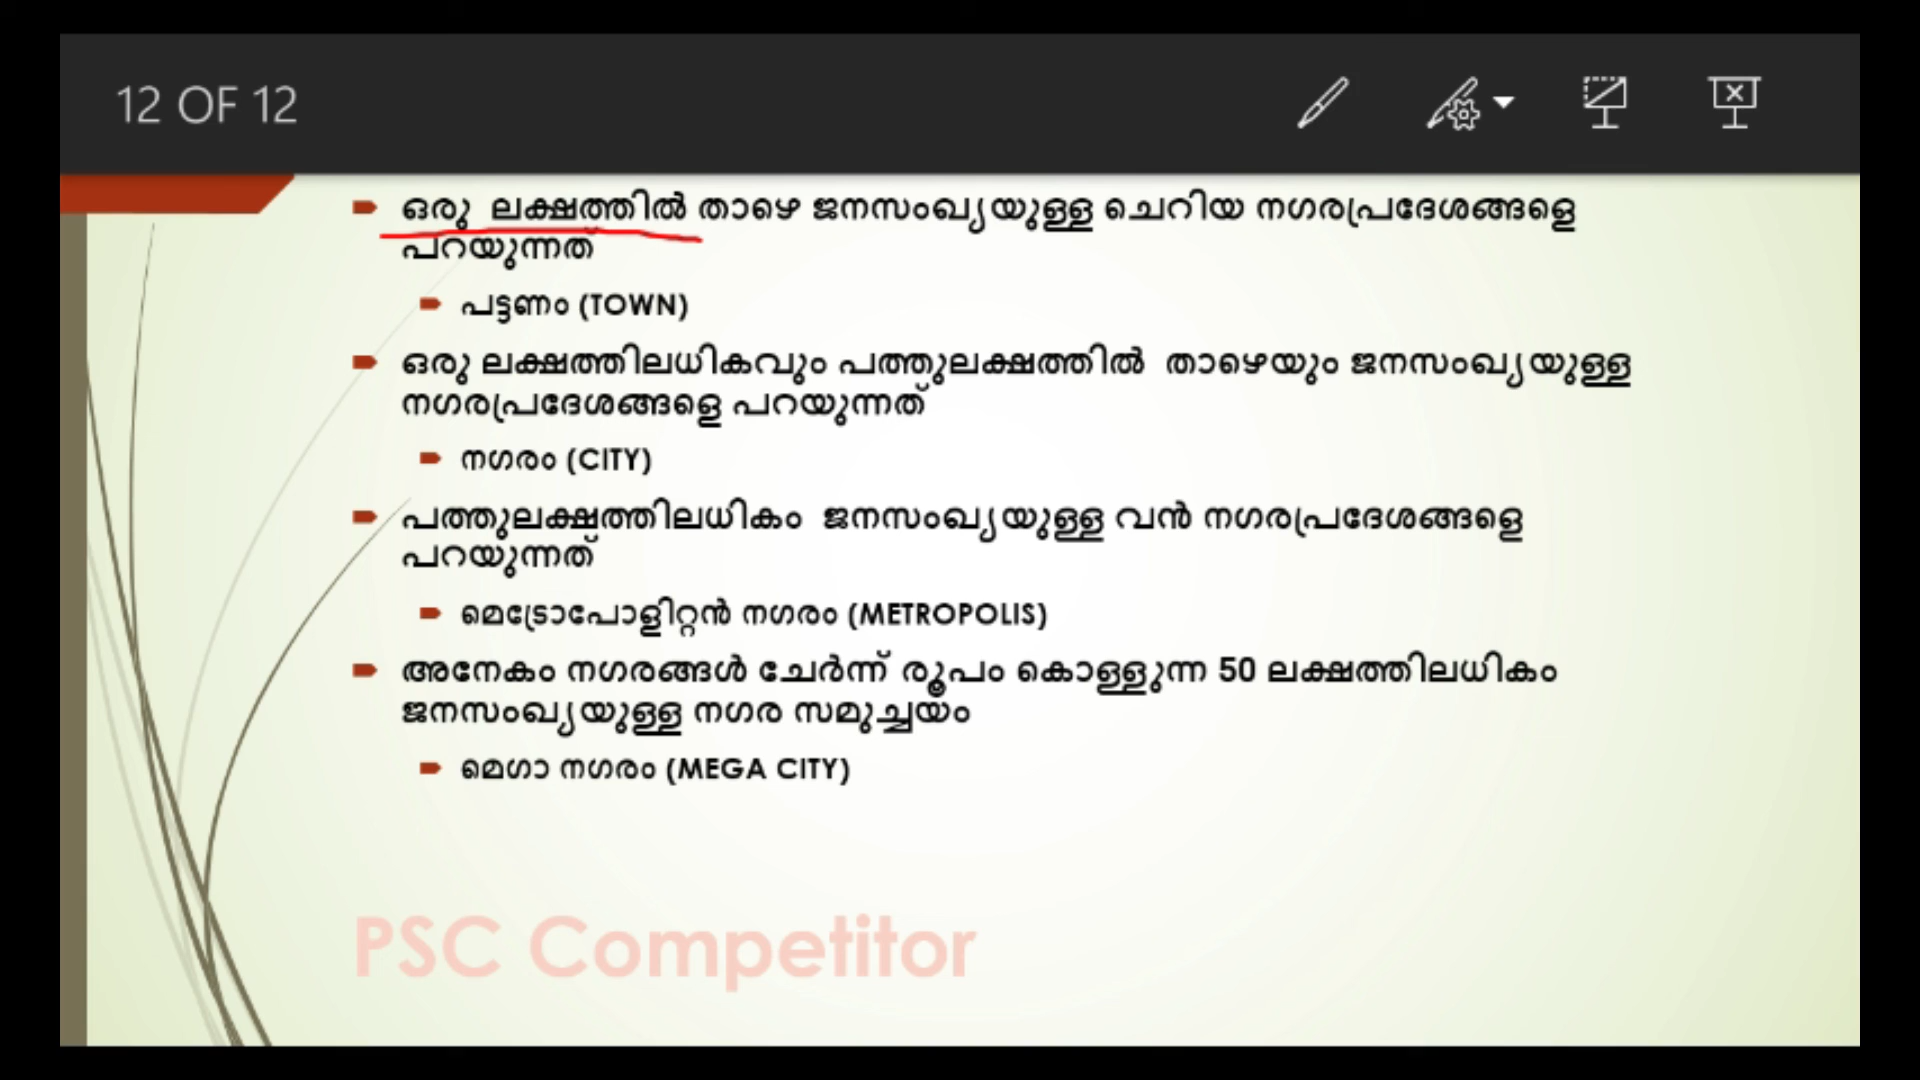 12 OF 12
ഒരു ലക്ഷത്തിൽ താഴെ ജനസംഖ്യയുള്ള ചെറിയ നഗരപ്രദേശങ്ങളെ
പറയുന്നത്
പട്ടണം (TOWN)
ഒരു ലക്ഷത്തിലധികവും പത്തുലക്ഷത്തിൽ താഴെയും ജനസംഖ്യയുള്ള
നഗരപ്രദേശങ്ങളെ പറയുന്നത്
നഗരം (CITY)
പത്തുലക്ഷത്തിലധികം ജനസംഖ്യയുള്ള വൻ നഗരപ്രദേശങ്ങളെ
പറയുന്നത്
മെട്രോപോളിറ്റൻ നഗരം (METROPOLIS)
അനേകം നഗരങ്ങൾ ചേർന്ന് രൂപം കൊള്ളുന്ന 50 ലക്ഷത്തിലധികം
ജനസംഖ്യയുള്ള നഗര സമുച്ചയം
മെഗാ നഗരം (MEGA CITY)
PSC Competitor